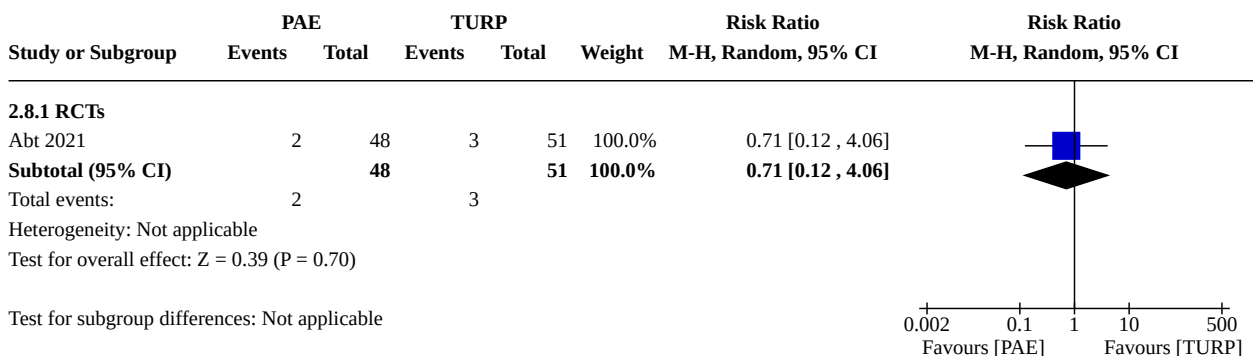 PAE TURP Risk Ratio Risk Ratio
Study or Subgroup Events Total Events Total Weight M-H, Random, 95% CI M-H, Random, 95% CI
2.8.1 RCTs
Abt 2021 2 48 3 51 100.0% 0.71 [0.12 , 4.06]
Subtotal (95% CI) 48 51 100.0% 0.71 [0.12 , 4.06]
Total events: 2 3
Heterogeneity: Not applicable
Test for overall effect: Z = 0.39 (P = 0.70)
Test for subgroup differences: Not applicable
0.002 0.1 1 10 500
Favours [PAE] Favours [TURP]